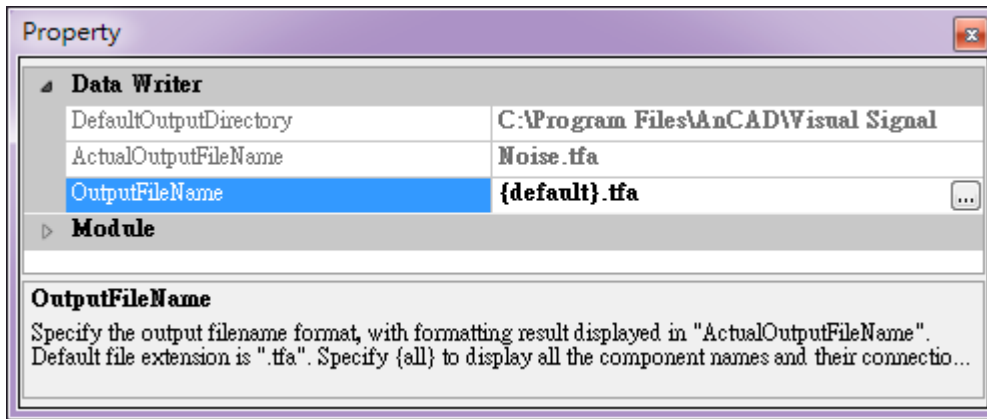 Property
Data Writer
DefaultOutputDirectory C:\Program Files\AnCAD\Visual Signal
ActualOutputFileName Noise.tfa
OutputFileName {default}.tfa ...
Module
OutputFileName
Specify the output filename format, with formatting result displayed in "ActualOutputFileName".
Default file extension is ".tfa". Specify {all} to display all the component names and their connectio...